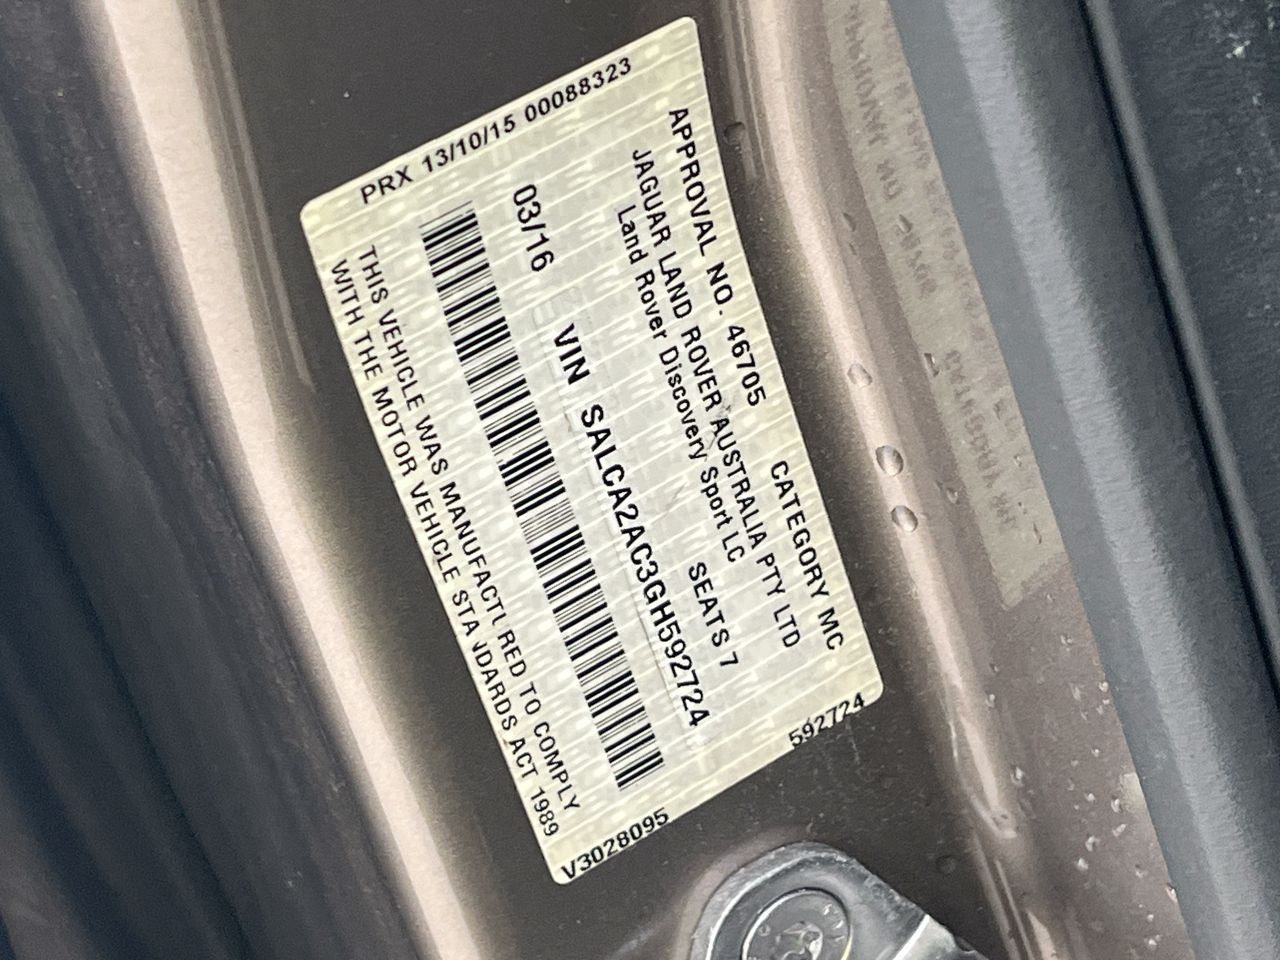 APPROVAL NO. 46705 CATEGORY MC
JAGUAR LAND ROVER AUSTRALIA PTY LTD
Land Rover Discovery Sport LC
SEATS 7
03/16 VIN SALCA2AC3GH592724
THIS VEHICLE WAS MANUFACTURED TO COMPLY
WITH THE MOTOR VEHICLE STANDARDS ACT 1989
PRX 13/10/15 00088323
592724
V3028095